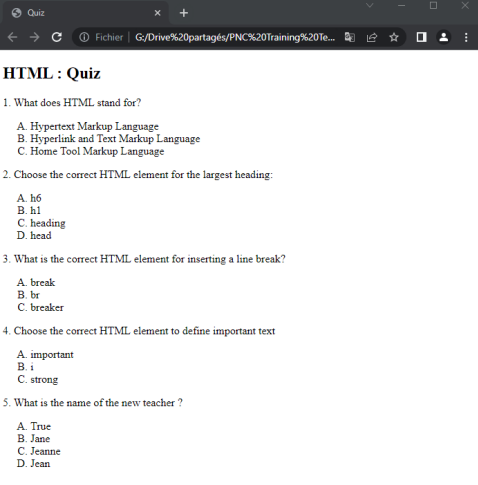 Quiz
Fichier G:/Drive%20partagés/PNC%20Training%20Te...
HTML : Quiz
1. What does HTML stand for?
A. Hypertext Markup Language
B. Hyperlink and Text Markup Language
C. Home Tool Markup Language
2. Choose the correct HTML element for the largest heading:
A. h6
B. h1
C. heading
D. head
3. What is the correct HTML element for inserting a line break?
A. break
B. br
C. breaker
4. Choose the correct HTML element to define important text
A. important
B. i
C. strong
5. What is the name of the new teacher ?
A. True
B. Jane
C. Jeanne
D. Jean